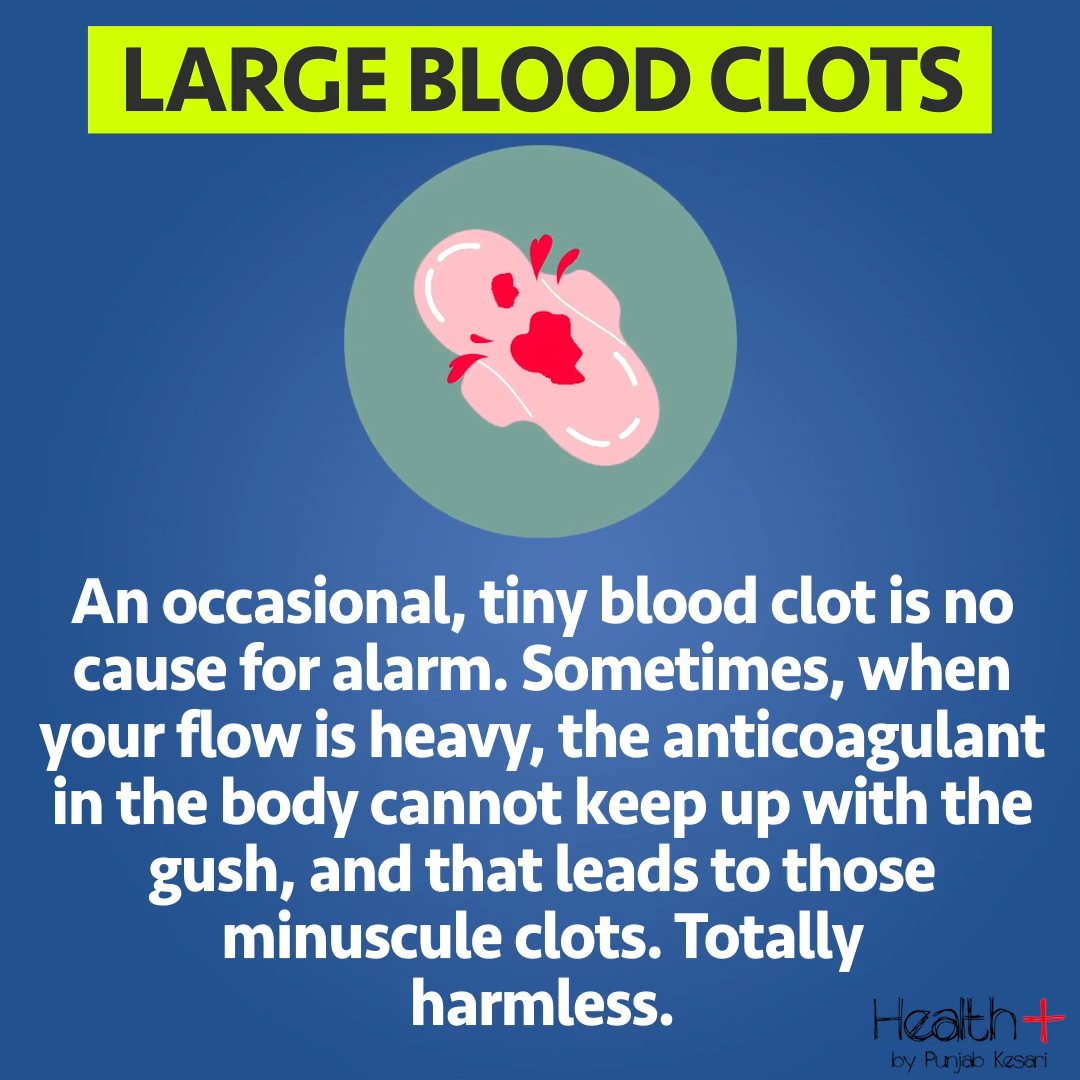 LARGE BLOOD CLOTS
An occasional, tiny blood clot is no
cause for alarm. Sometimes, when
your flow is heavy, the anticoagulant
in the body cannot keep up with the
gush, and that leads to those
minuscule clots. Totally
harmless.
Health+
by Punjab Kesari